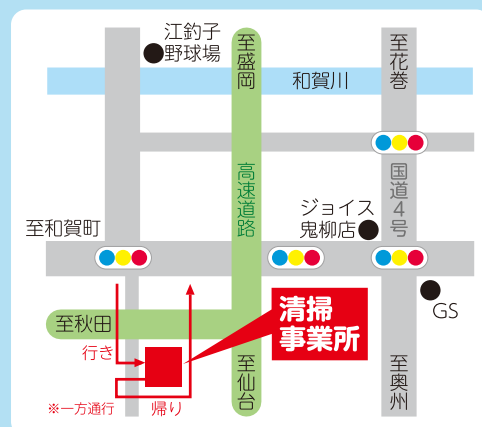 江釣子
野球場
至盛岡
至花巻
和賀川
高速道路
国道4号
ジョイス
鬼柳店
至和賀町
GS
清掃
事業所
至秋田
行き
至仙台
至奥州
※一方通行
帰り